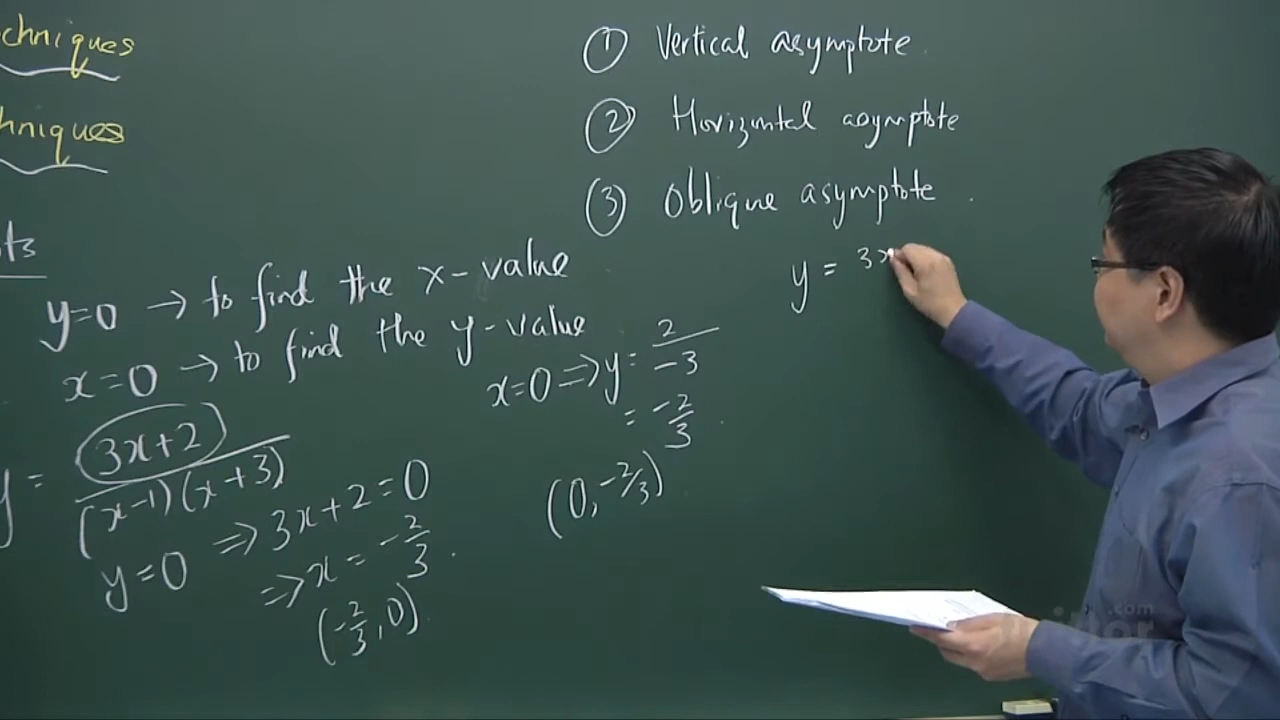 chniques
hniques
① Vertical asymptote.
② Horizontal asymptote
③ Oblique asymptote.
y = 3x
ots
y=0 → to find the x-value
x=0 → to find the y-value
y = 3x+2 / (x-1)(x+3)
y=0 ⇒ 3x+2=0
⇒ x = -2/3.
(-2/3, 0).
x=0 ⇒ y = 2/-3
= -2/3.
(0, -2/3)
.com